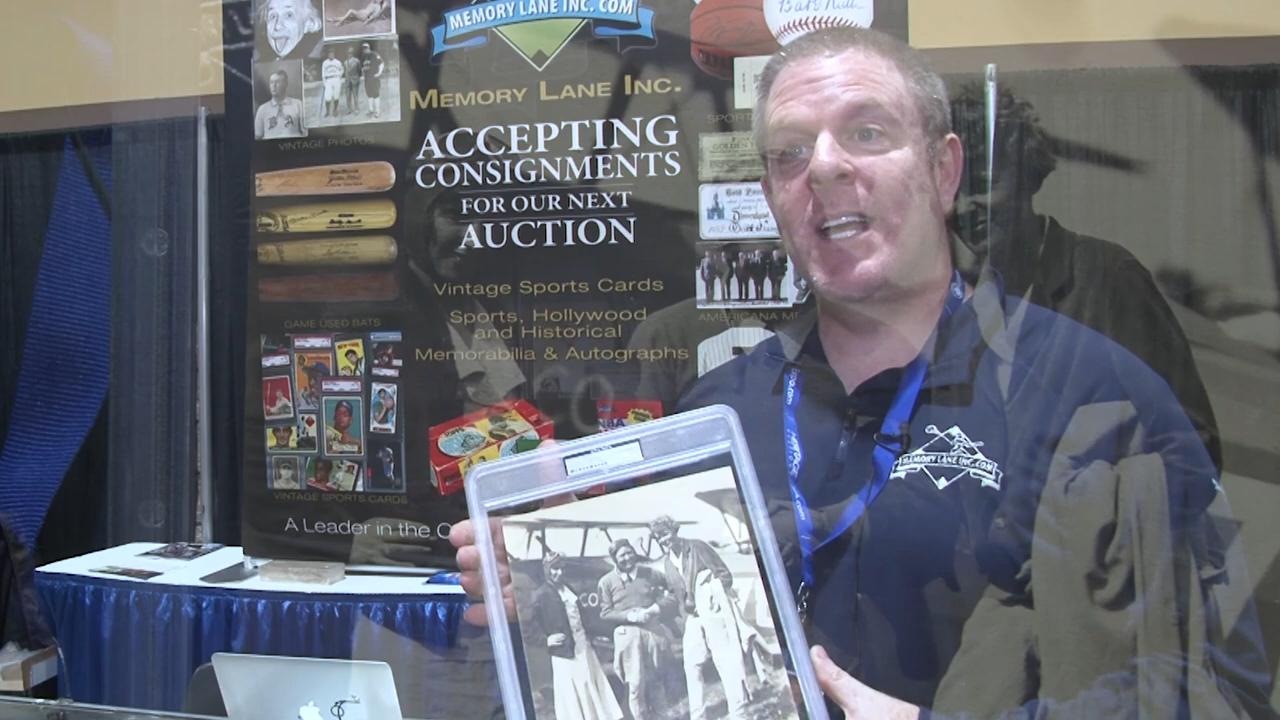 MEMORY LANE INC.COM
MEMORY LANE INC.
ACCEPTING
CONSIGNMENTS
FOR OUR NEXT
AUCTION
Vintage Sports Cards
Sports, Hollywood
and Historical
Memorabilia & Autographs
A Leader in the
VINTAGE PHOTOS
GAME USED BATS
VINTAGE SPORTS CARDS
Babe Ruth
AMERICANA
MEMORY LANE INC.COM